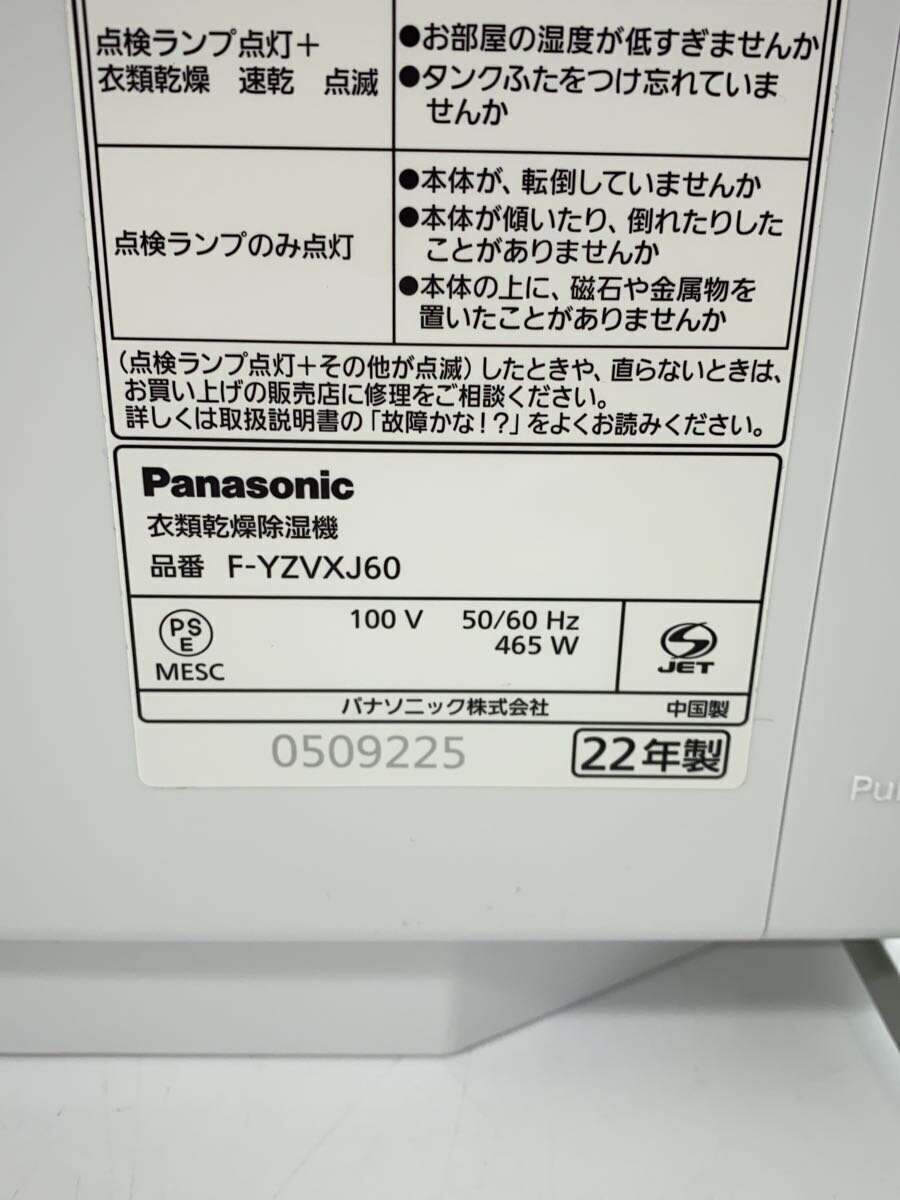 点検ランプ点灯＋
衣類乾燥　速乾　点滅
●お部屋の湿度が低すぎませんか
●タンクふたをつけ忘れていま
せんか
点検ランプのみ点灯
●本体が、転倒していませんか
●本体が傾いたり、倒れたりした
ことがありませんか
●本体の上に、磁石や金属物を
置いたことがありませんか
（点検ランプ点灯＋その他が点滅）したときや、直らないときは、
お買い上げの販売店に修理をご相談ください。
詳しくは取扱説明書の「故障かな！？」をよくお読みください。
Panasonic
衣類乾燥除湿機
品番 F-YZVXJ60
PS
E
MESC
100 V 50/60 Hz
465 W
JET
パナソニック株式会社
中国製
0509225
22年製